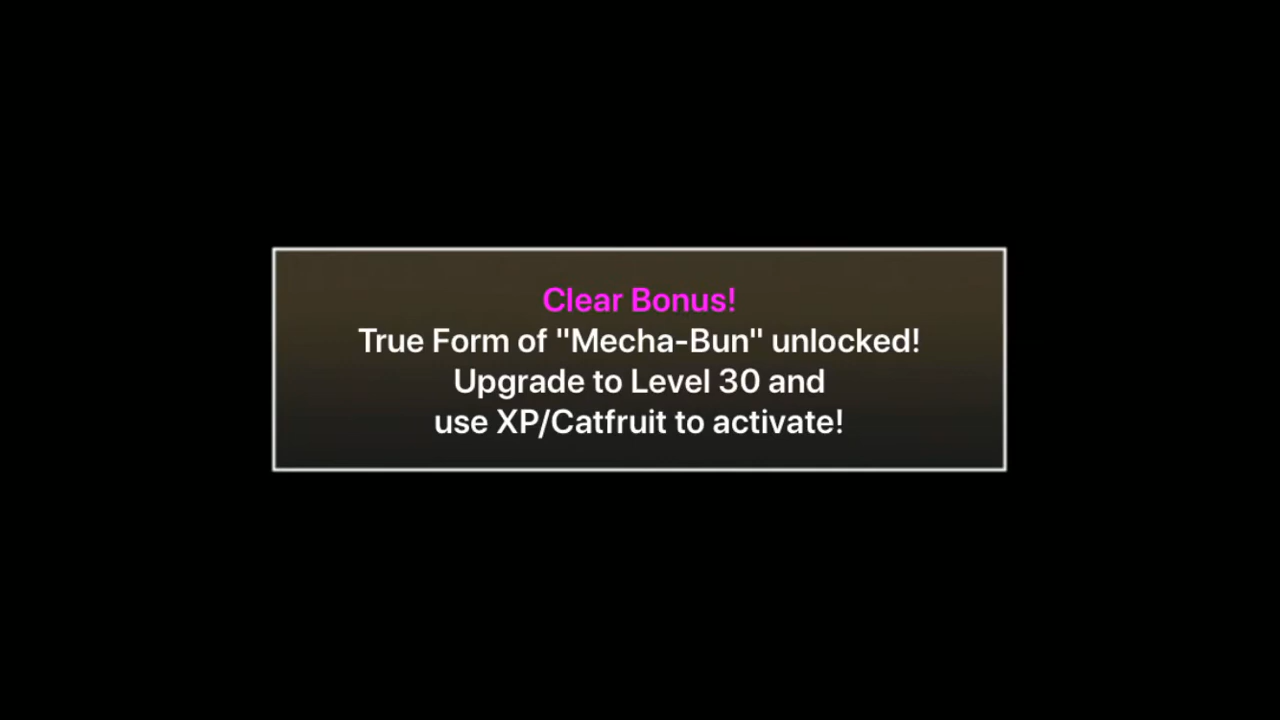 Clear Bonus!
True Form of "Mecha-Bun" unlocked!
Upgrade to Level 30 and
use XP/Catfruit to activate!